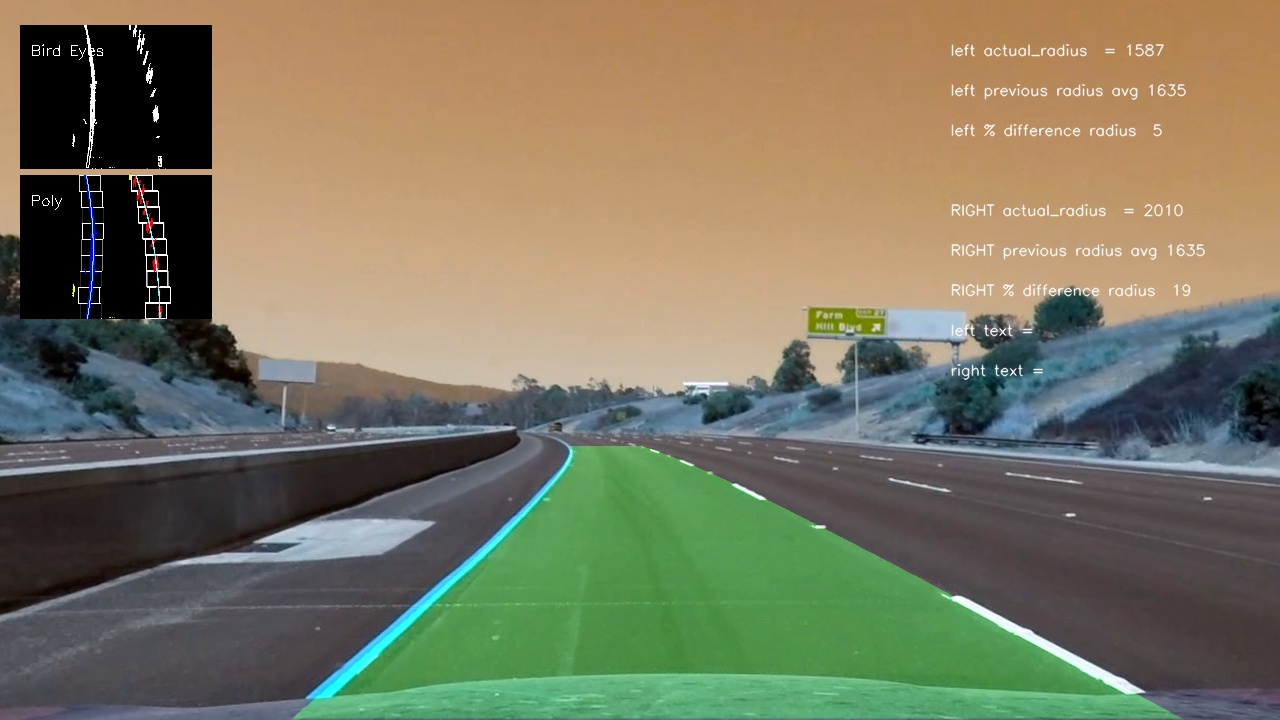 Bird Eyes
Poly
left actual_radius = 1587
left previous radius avg 1635
left % difference radius 5
RIGHT actual_radius = 2010
RIGHT previous radius avg 1635
RIGHT % difference radius 19
left text =
right text =
Farm
Hill Blvd
27